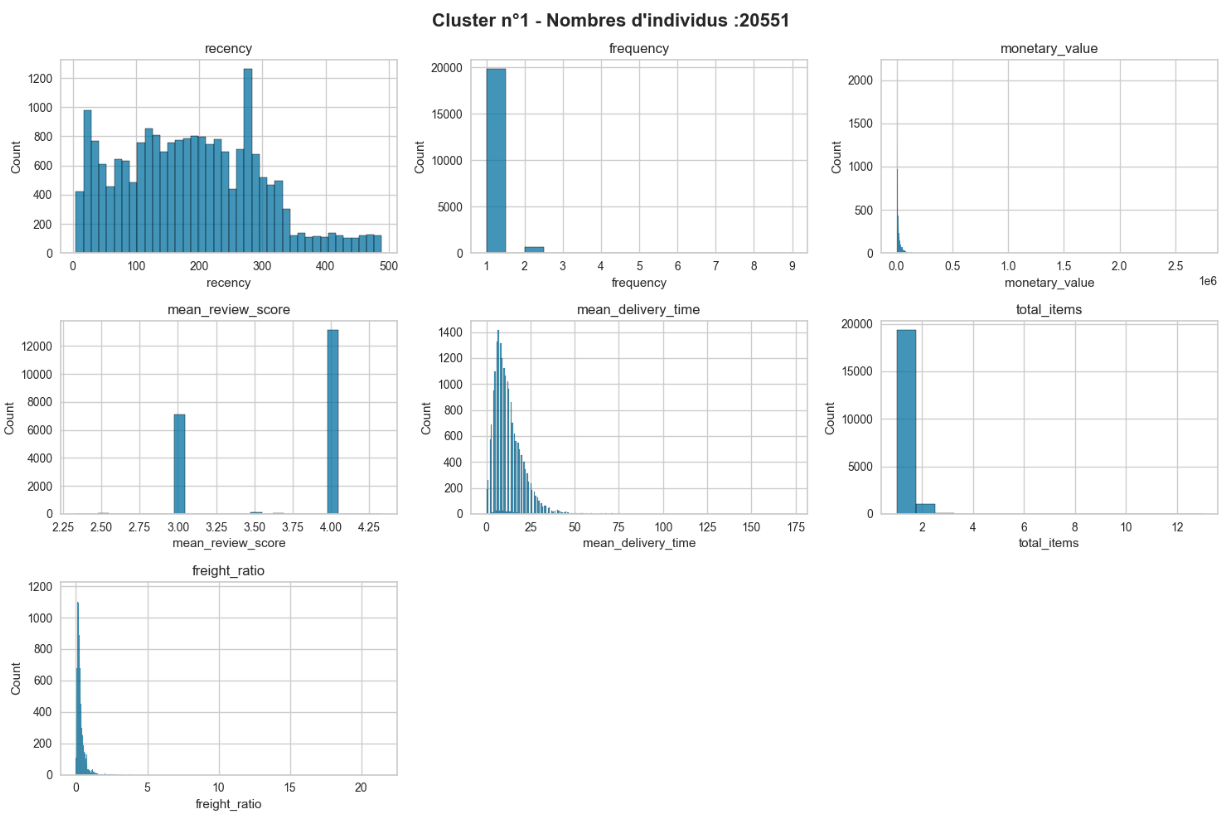 Cluster n°1 - Nombres d'individus :20551
recency
1200
1000
800
600
400
200
0
Count
0 100 200 300 400 500
recency
frequency
20000
15000
10000
5000
0
Count
1 2 3 4 5 6 7 8 9
frequency
monetary_value
2000
1500
1000
500
0
Count
0.0 0.5 1.0 1.5 2.0 2.5
1e6
monetary_value
mean_review_score
12000
10000
8000
6000
4000
2000
0
Count
2.25 2.50 2.75 3.00 3.25 3.50 3.75 4.00 4.25
mean_review_score
mean_delivery_time
1400
1200
1000
800
600
400
200
0
Count
0 25 50 75 100 125 150 175
mean_delivery_time
total_items
20000
15000
10000
5000
0
Count
2 4 6 8 10 12
total_items
freight_ratio
1200
1000
800
600
400
200
0
Count
0 5 10 15 20
freight_ratio